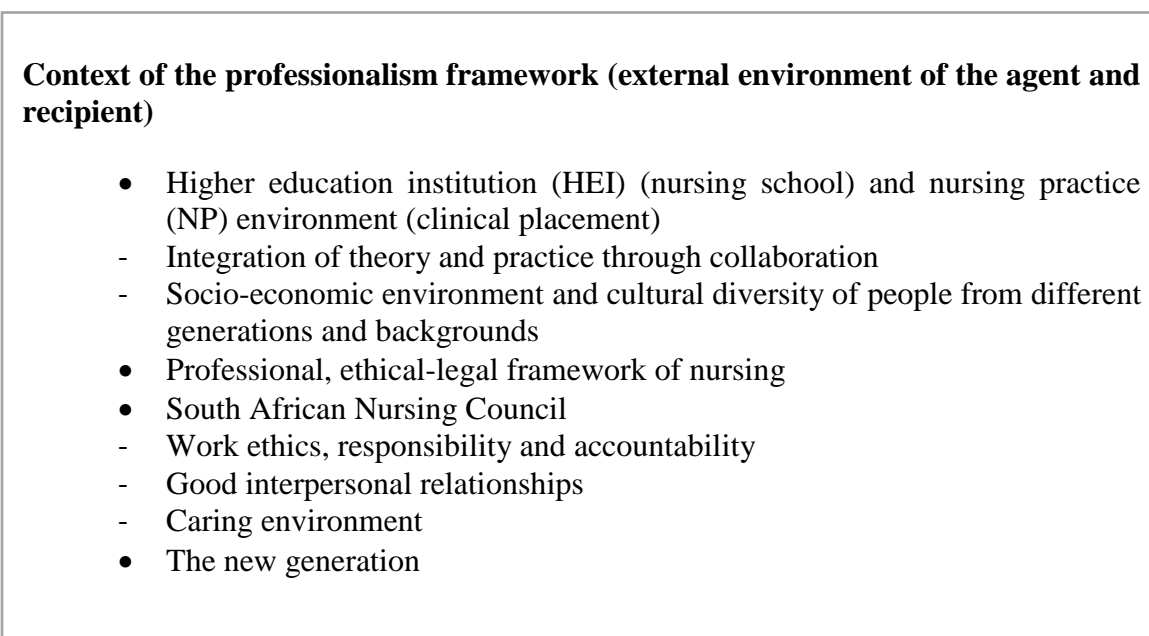 Context of the professionalism framework (external environment of the agent and
recipient)
• Higher education institution (HEI) (nursing school) and nursing practice
(NP) environment (clinical placement)
- Integration of theory and practice through collaboration
- Socio-economic environment and cultural diversity of people from different
generations and backgrounds
• Professional, ethical-legal framework of nursing
• South African Nursing Council
- Work ethics, responsibility and accountability
- Good interpersonal relationships
- Caring environment
• The new generation